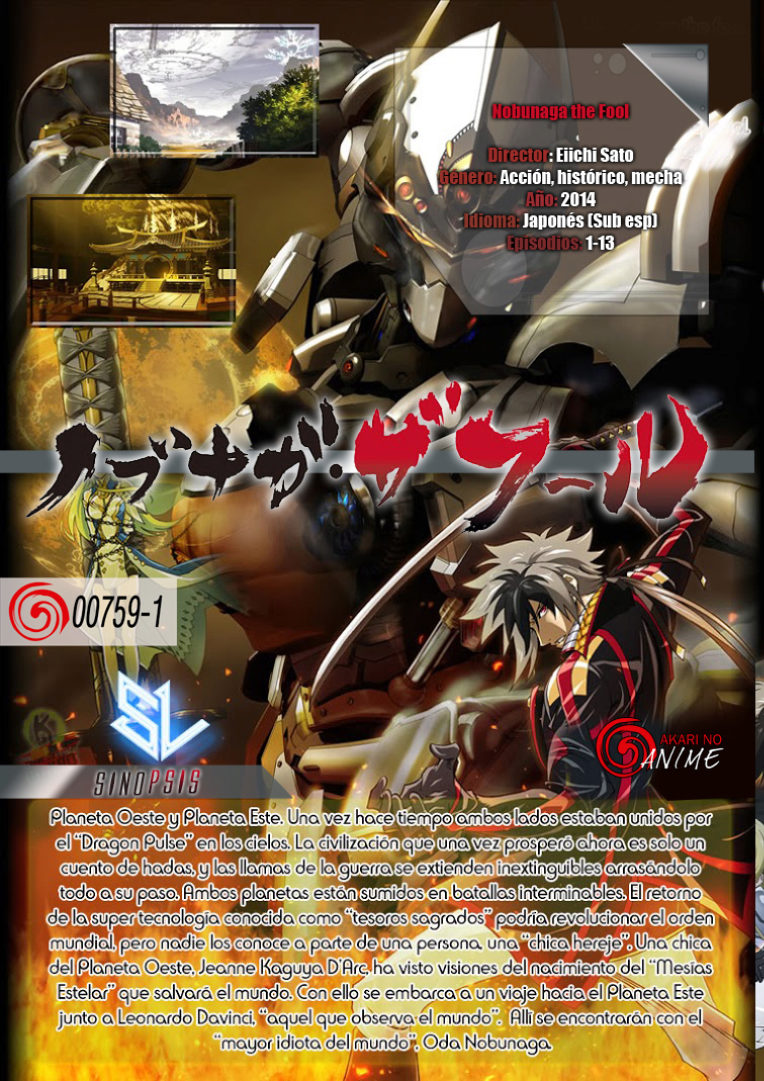 Nobunaga the Fool
Director: Eiichi Sato
Genero: Acción, histórico, mecha
Año: 2014
Idioma: Japonés (Sub esp)
Episodios: 1-13
ノブナガ・ザ・フール
00759-1
SL
SINOPSIS
AKARI NO
ANIME
Planeta Oeste y Planeta Este. Una vez hace tiempo ambos lados estaban unidos por
el "Dragon Pulse" en los cielos. La civilización que una vez prosperó ahora es solo un
cuento de hadas, y las llamas de la guerra se extienden inextinguibles arrasándolo
todo a su paso. Ambos planetas están sumidos en batallas interminables. El retorno
de la super tecnología conocida como "tesoros sagrados" podría revolucionar el orden
mundial, pero nadie los conoce a parte de una persona, una "chica hereje". Una chica
del Planeta Oeste, Jeanne Kaguya D'Arc, ha visto visiones del nacimiento del "Mesías
Estelar" que salvará el mundo. Con ello se embarca a un viaje hacia el Planeta Este
junto a Leonardo Davinci, "aquel que observa el mundo". Allí se encontrarán con el
"mayor idiota del mundo", Oda Nobunaga.